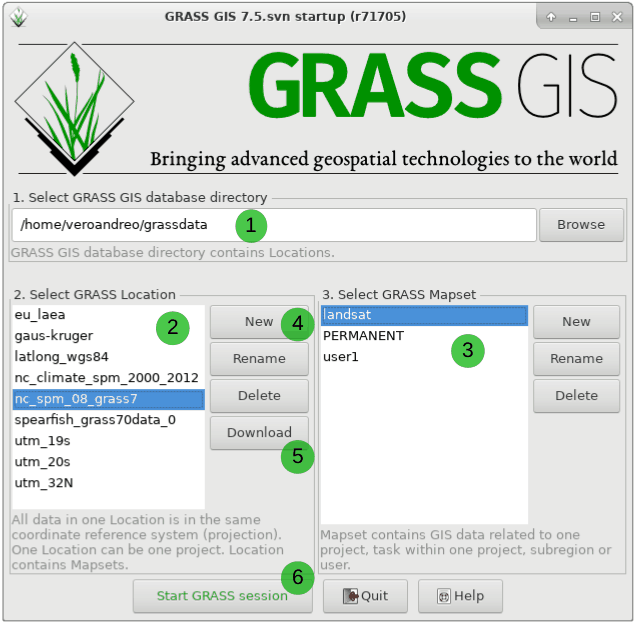 GRASS GIS 7.5.svn startup (r71705)
GRASS GIS
Bringing advanced geospatial technologies to the world
1. Select GRASS GIS database directory
/home/veroandreo/grassdata
1
Browse
GRASS GIS database directory contains Locations.
2. Select GRASS Location
eu_laea
gaus-kruger
latlong_wgs84
nc_climate_spm_2000_2012
nc_spm_08_grass7
spearfish_grass70data_0
utm_19s
utm_20s
utm_32N
2
New
4
Rename
Delete
Download
5
All data in one Location is in the same
coordinate reference system (projection).
One Location can be one project. Location
contains Mapsets.
3. Select GRASS Mapset
landsat
PERMANENT
user1
3
New
Rename
Delete
Mapset contains GIS data related to one
project, task within one project, subregion or
user.
6
Start GRASS session
Quit
Help